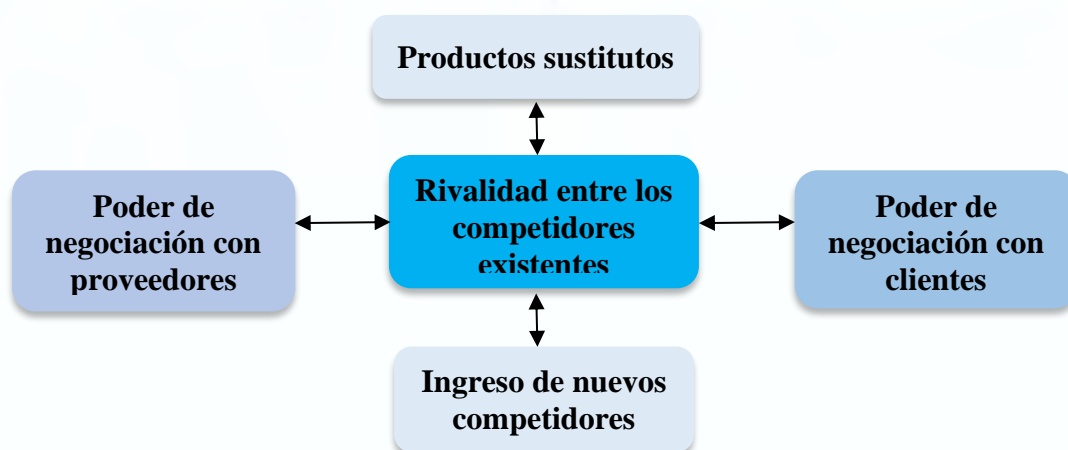 Productos sustitutos
Poder de
negociación con
proveedores
Rivalidad entre los
competidores
existentes
Poder de
negociación con
clientes
Ingreso de nuevos
competidores